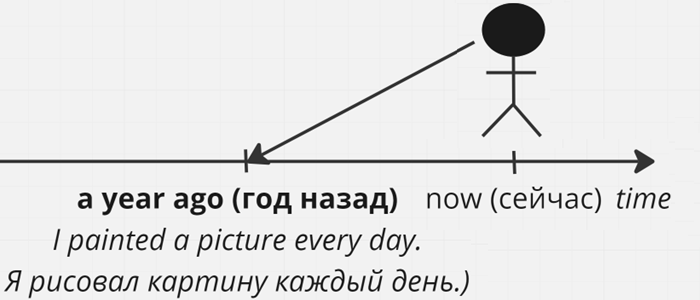 a year ago (год назад) now (сейчас) time
I painted a picture every day.
Я рисовал картину каждый день.)